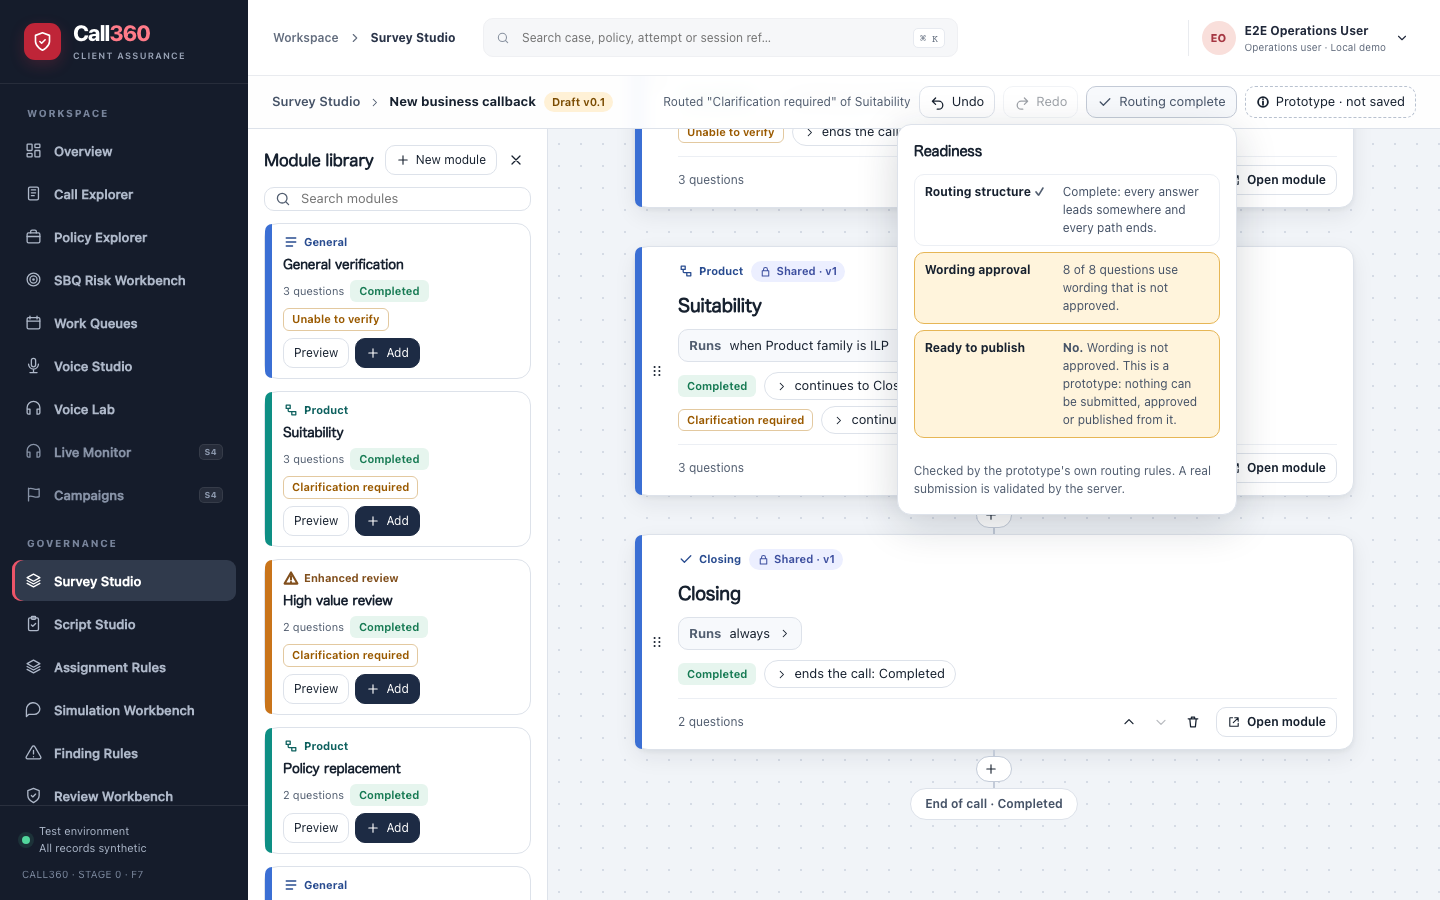 Call360
CLIENT ASSURANCE
WORKSPACE
Overview
Call Explorer
Policy Explorer
SBQ Risk Workbench
Work Queues
Voice Studio
Voice Lab
Live Monitor S4
Campaigns S4
GOVERNANCE
Survey Studio
Script Studio
Assignment Rules
Simulation Workbench
Finding Rules
Review Workbench
Test environment
All records synthetic
CALL360 · STAGE 0 · F7
Workspace > Survey Studio
Search case, policy, attempt or session ref...
⌘ K
EO
E2E Operations User
Operations user · Local demo
Survey Studio > New business callback Draft v0.1
Routed "Clarification required" of Suitability
Undo
Redo
Routing complete
Prototype · not saved
Module library
New module
Search modules
General
General verification
3 questions Completed
Unable to verify
Preview + Add
Product
Suitability
3 questions Completed
Clarification required
Preview + Add
Enhanced review
High value review
2 questions Completed
Clarification required
Preview + Add
Product
Policy replacement
2 questions Completed
Preview + Add
General
Unable to verify > ends the call
3 questions
Open module
Product Shared · v1
Suitability
Runs when Product family is ILP
Completed > continues to Clos
Clarification required > continu
3 questions
Open module
Readiness
Routing structure ✓
Complete: every answer
leads somewhere and
every path ends.
Wording approval
8 of 8 questions use
wording that is not
approved.
Ready to publish
No. Wording is not
approved. This is a
prototype: nothing can
be submitted, approved
or published from it.
Checked by the prototype's own routing rules. A real
submission is validated by the server.
Closing Shared · v1
Closing
Runs always >
Completed > ends the call: Completed
2 questions
Open module
End of call · Completed